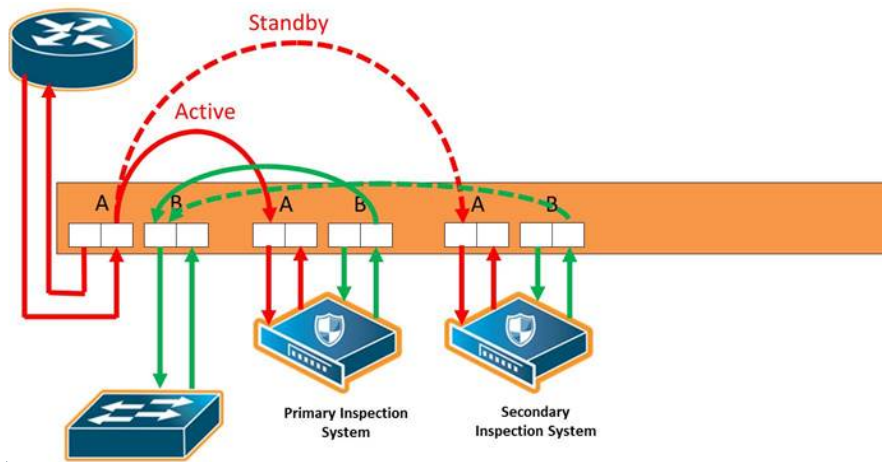 Standby
Active
A
B
A
B
A
B
Primary Inspection
System
Secondary
Inspection System